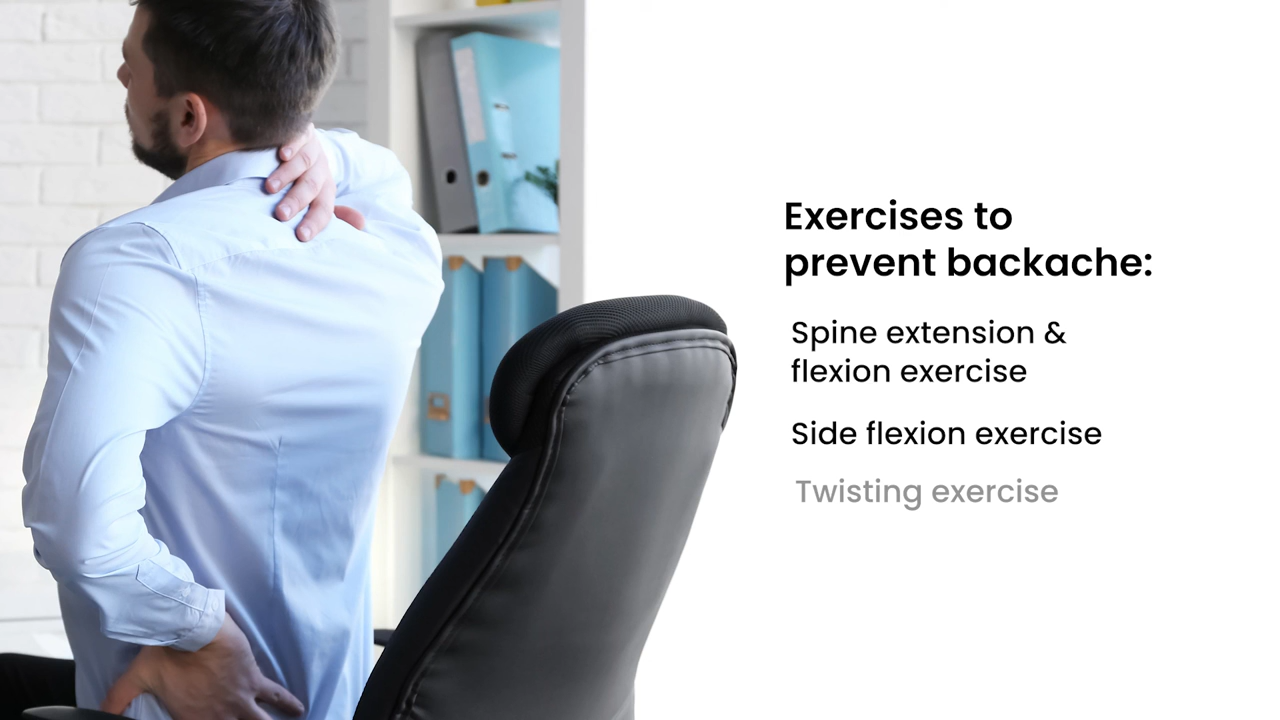 Exercises to
prevent backache:
Spine extension &
flexion exercise
Side flexion exercise
Twisting exercise